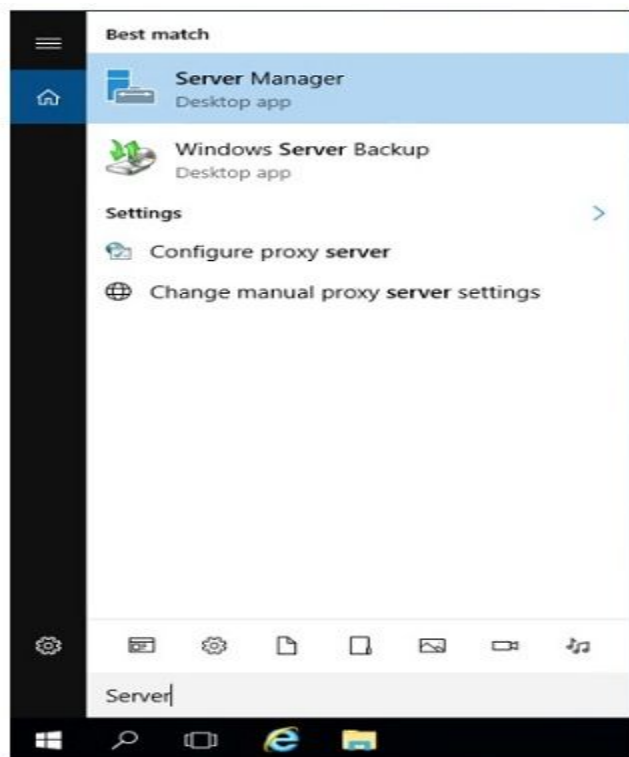 Best match
Server Manager
Desktop app
Windows Server Backup
Desktop app
Settings
Configure proxy server
Change manual proxy server settings
Server